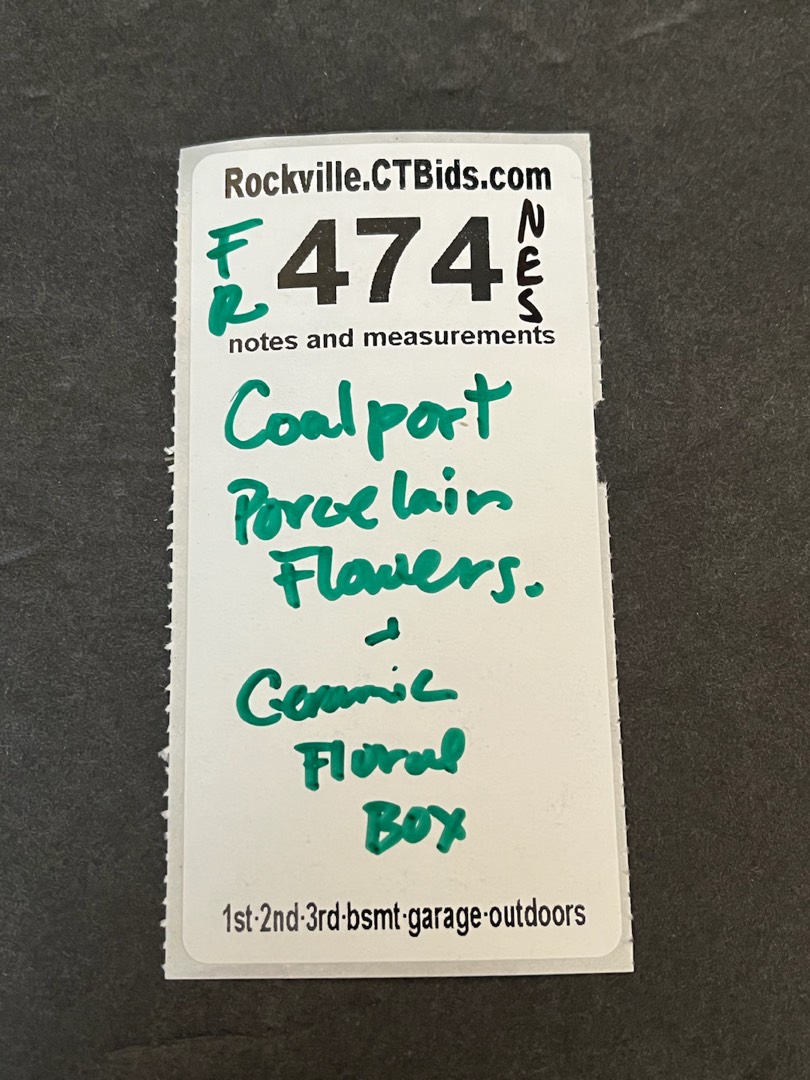 Rockville.CTBids.com
FR 474 NES
notes and measurements
Coalport
Porcelain
Flowers.
+
Ceramic
Floral
Box
1st·2nd·3rd·bsmt·garage·outdoors